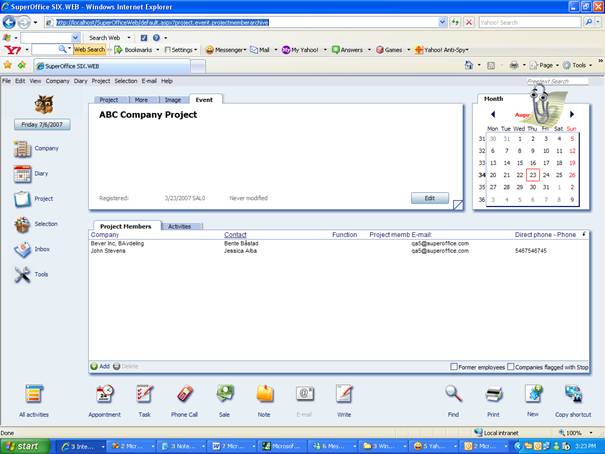 SuperOffice SIX.WEB - Windows Internet Explorer
http://localhost/SuperOfficeWeb/default.aspx?project.event.projectmemberarchive
Yahoo! Search
Search Web
Y! Web Search Bookmarks Settings Messenger Mail My Yahoo! Answers Games Yahoo! Anti-Spy
SuperOffice SIX.WEB Page Tools
File Edit View Company Diary Project Selection E-mail Help Freetext Search
Friday 7/6/2007
Company
Diary
Project
Selection
Inbox
Tools
Project More Image Event
ABC Company Project
Registered: 3/23/2007 SAL0 Never modified Edit
Month
Mon Tue Wed Thu Fri Sat Sun
31 30 31 1 2 3 4 5
32 6 7 8 9 10 11 12
33 13 14 15 16 17 18 19
34 20 21 22 23 24 25 26
35 27 28 29 30 31 1 2
36 3 4 5 6 7 8 9
Project Members Activities
Company Contact Function Project memb E-mail: Direct phone - Phone
Bever Inc, BAvdeling Bente Båstad qa5@superoffice.com
John Stevens Jessica Alba qa5@superoffice.com 5467546745
Add Delete Former employees Companies flagged with Stop
All activities Appointment Task Phone Call Sale Note E-mail Write Find Print New Copy shortcut
Done Local intranet 100%
start 3 Inte... 2 Micr... 3 Note... 7 Micr... Microsof... 6 Mes... 3 Win... 5 Yah... 2 Micr... 3:23 PM